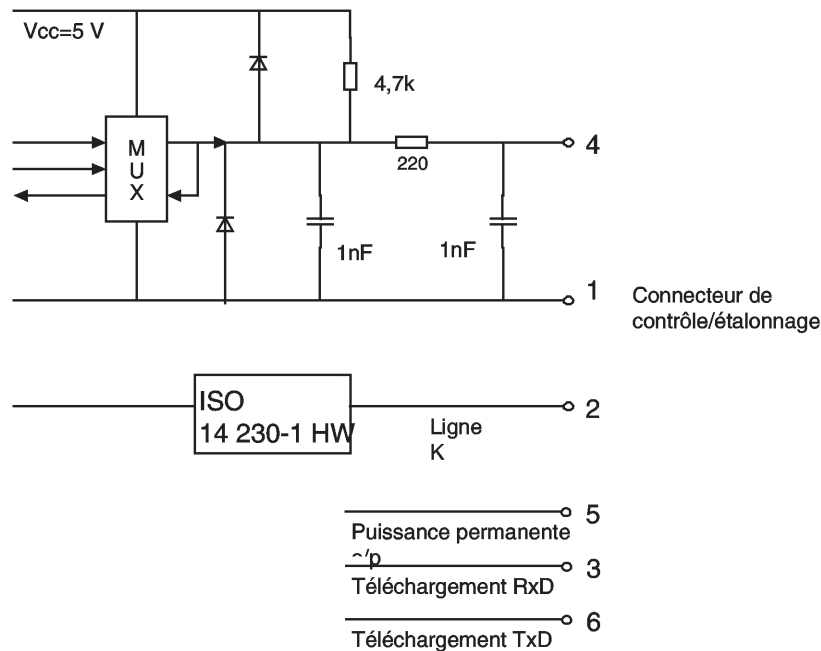 Vcc=5 V
4,7k
M
U
X
220
4
1nF
1nF
1
Connecteur de
contrôle/étalonnage
ISO
14 230-1 HW
Ligne
K
2
5
Puissance permanente
3
Téléchargement RxD
6
Téléchargement TxD